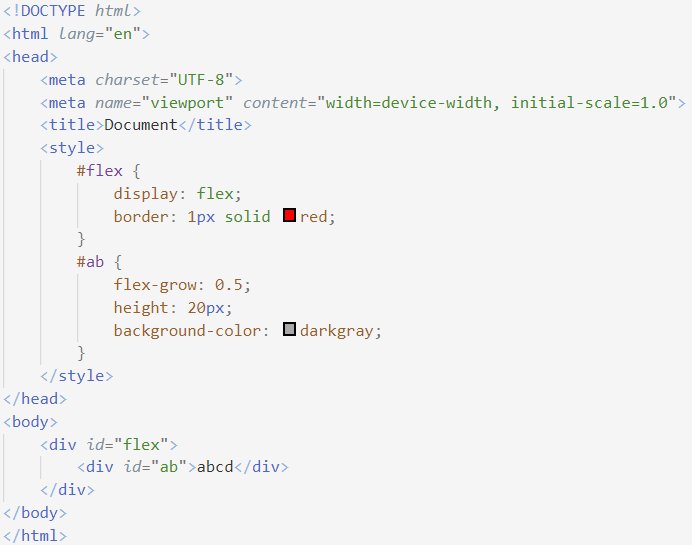 <!DOCTYPE html>
<html lang="en">
<head>
    <meta charset="UTF-8">
    <meta name="viewport" content="width=device-width, initial-scale=1.0">
    <title>Document</title>
    <style>
        #flex {
            display: flex;
            border: 1px solid red;
        }
        #ab {
            flex-grow: 0.5;
            height: 20px;
            background-color: darkgray;
        }
    </style>
</head>
<body>
    <div id="flex">
        <div id="ab">abcd</div>
    </div>
</body>
</html>